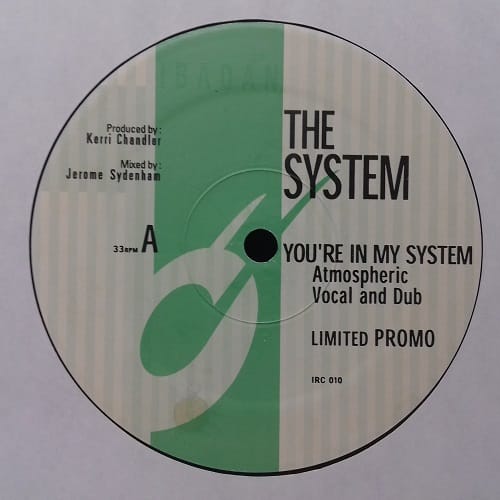 IBADAN
Produced by:
Kerri Chandler
Mixed by:
Jerome Sydenham
33RPM A
THE
SYSTEM
YOU'RE IN MY SYSTEM
Atmospheric
Vocal and Dub
LIMITED PROMO
IRC 010